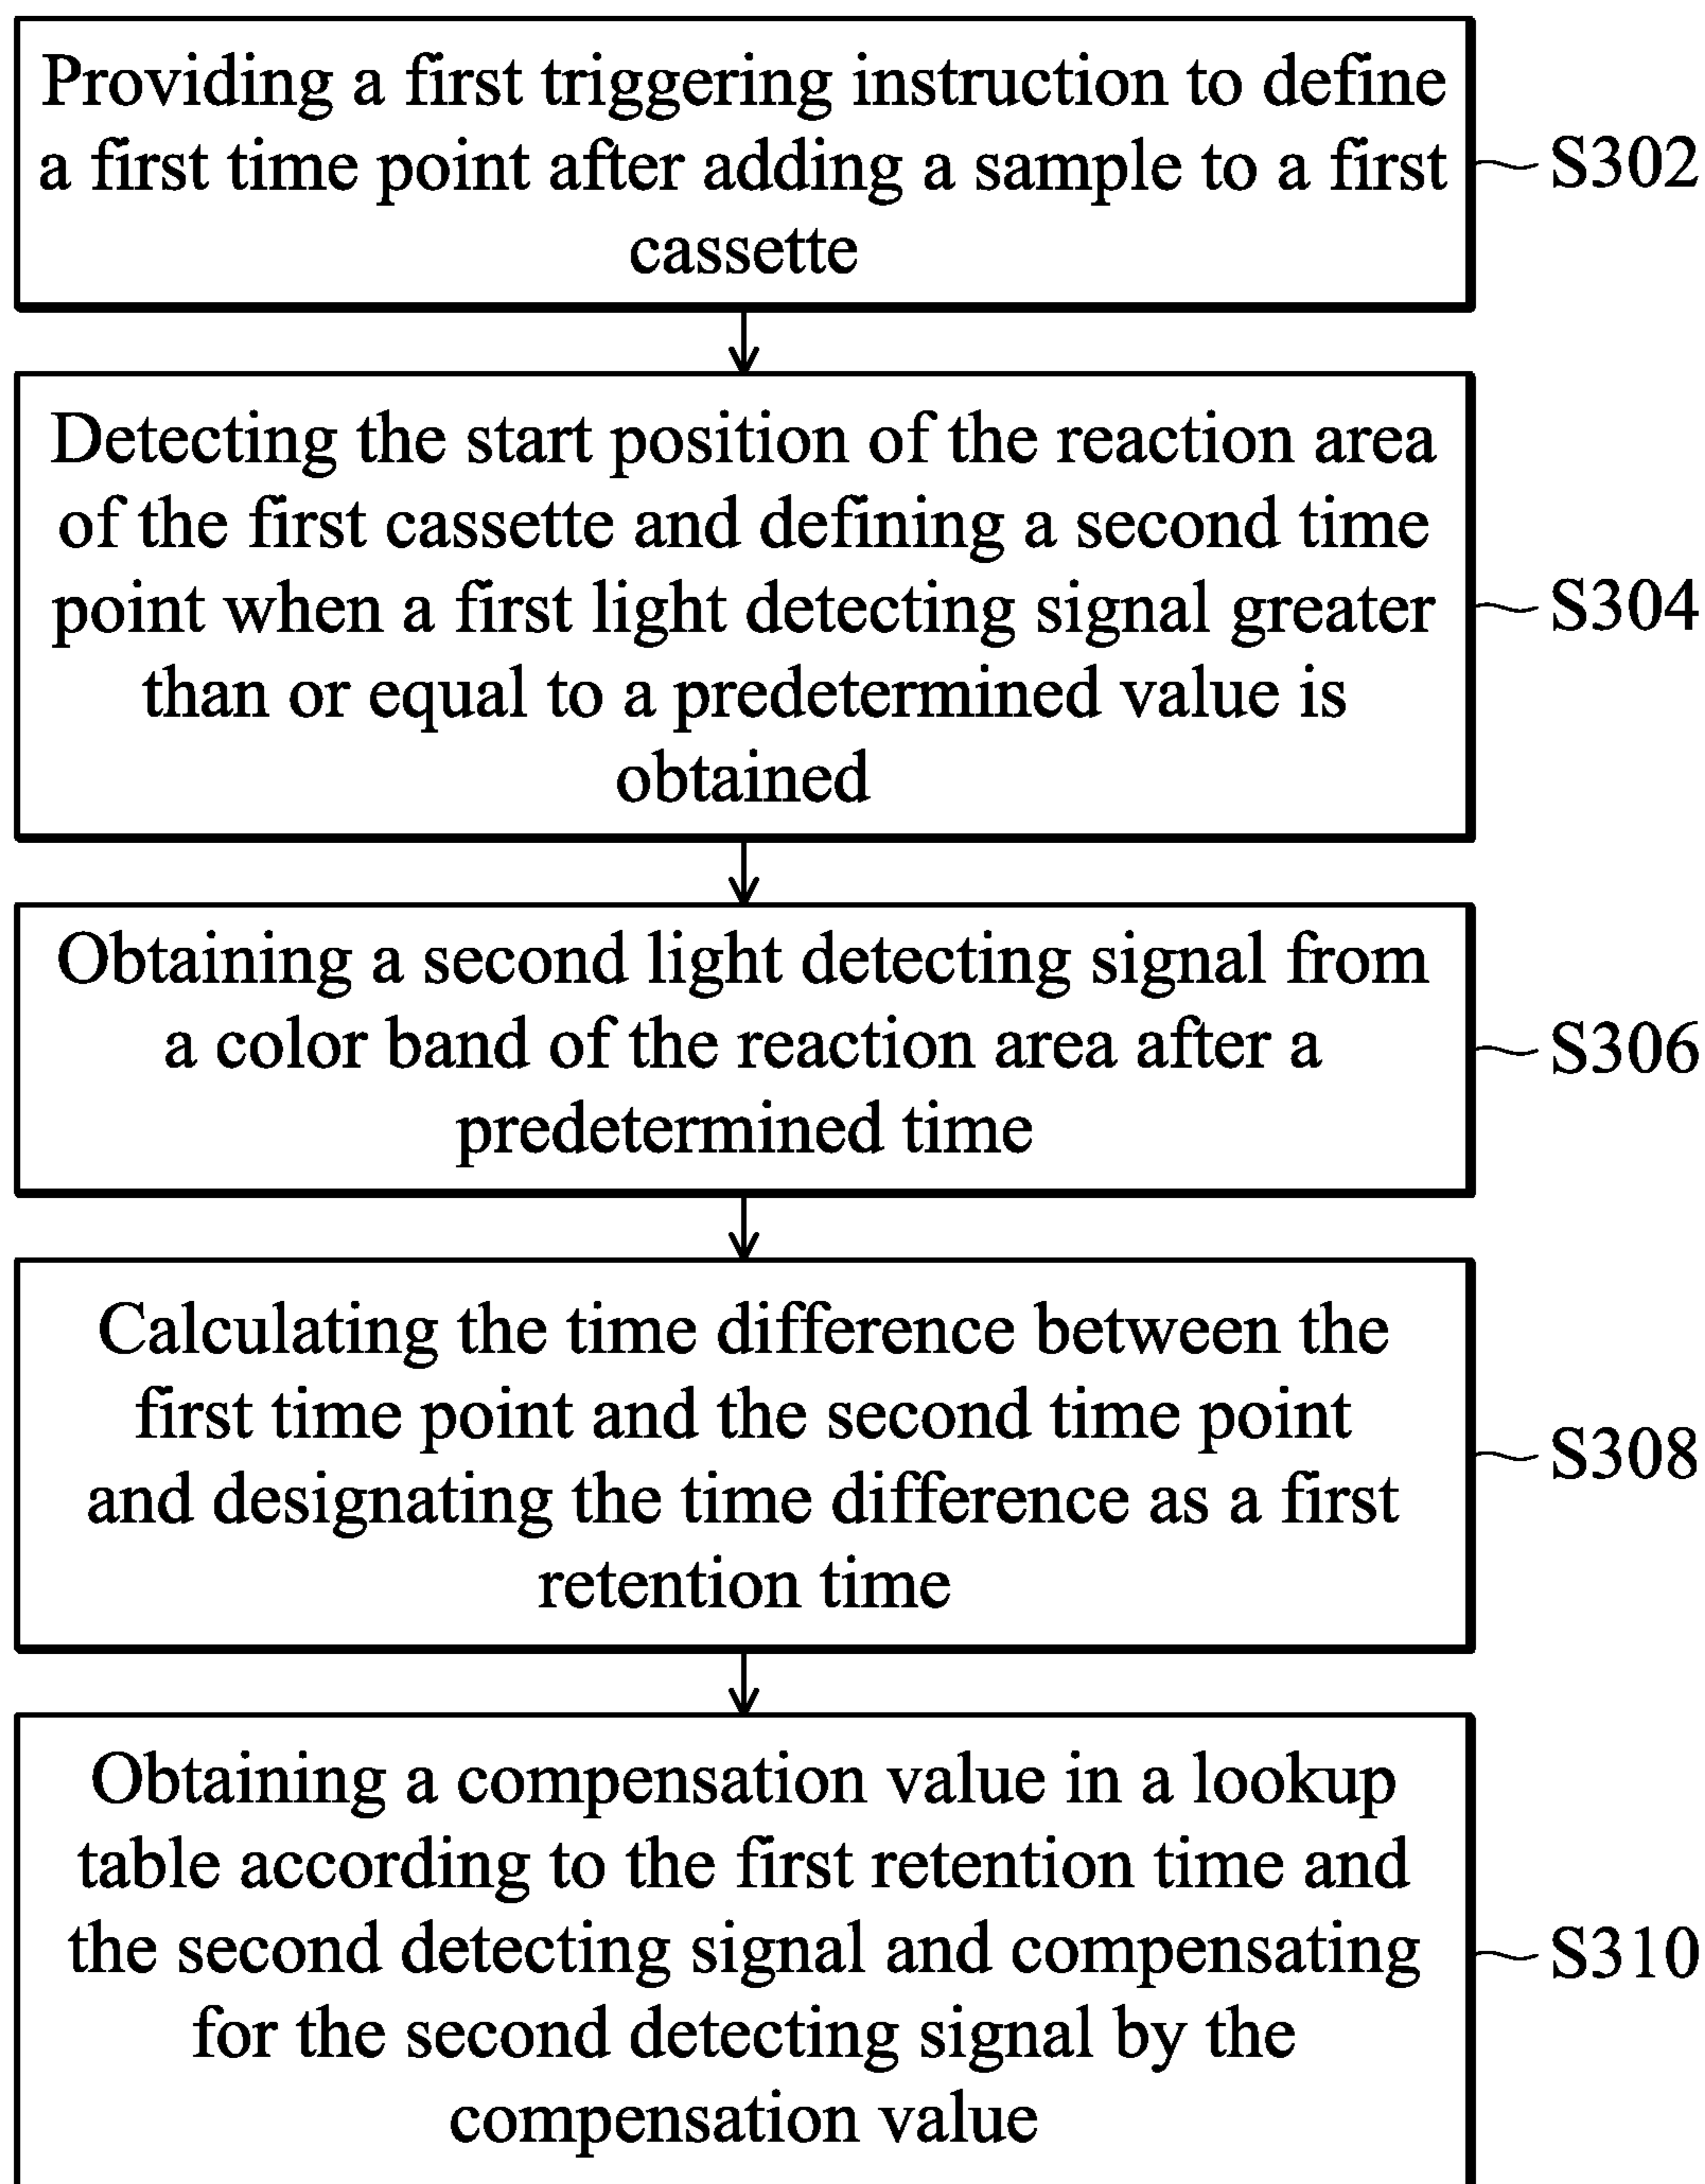 Providing a first triggering instruction to define
a first time point after adding a sample to a first
cassette
S302
Detecting the start position of the reaction area
of the first cassette and defining a second time
point when a first light detecting signal greater
than or equal to a predetermined value is
obtained
S304
Obtaining a second light detecting signal from
a color band of the reaction area after a
predetermined time
S306
Calculating the time difference between the
first time point and the second time point
and designating the time difference as a first
retention time
S308
Obtaining a compensation value in a lookup
table according to the first retention time and
the second detecting signal and compensating
for the second detecting signal by the
compensation value
S310